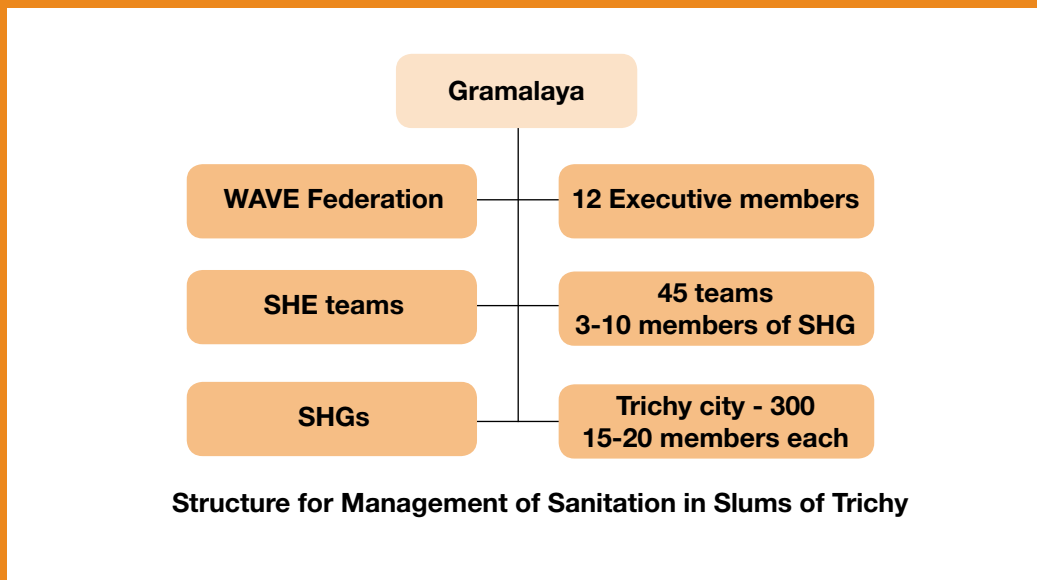 Gramalaya
WAVE Federation
12 Executive members
SHE teams
45 teams
3-10 members of SHG
SHGs
Trichy city - 300
15-20 members each
Structure for Management of Sanitation in Slums of Trichy